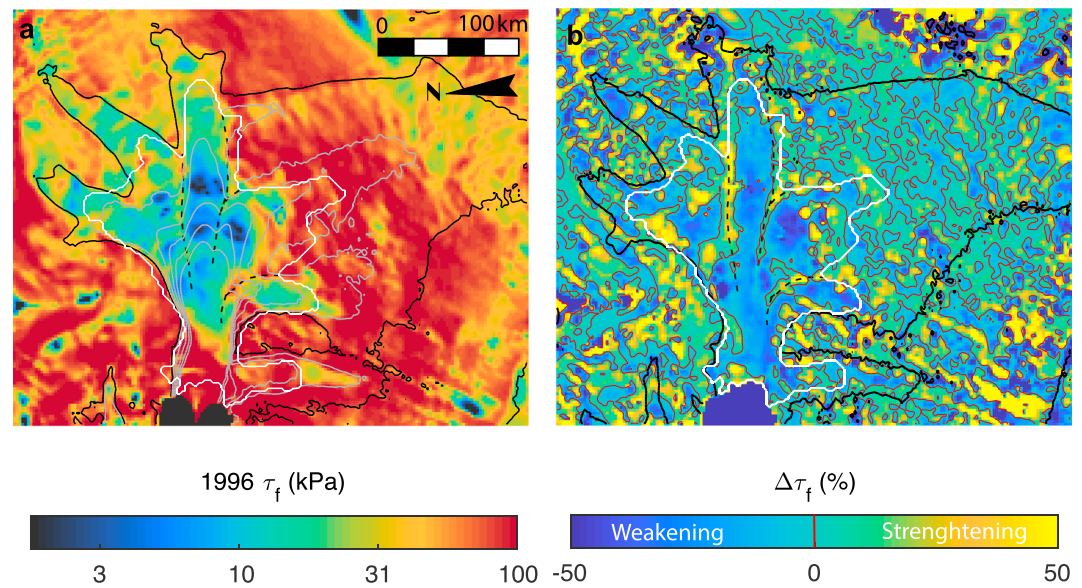 a
0 100 km
N
b
1996 τf (kPa)
3 10 31 100
Δτf (%)
Weakening Strenghtening
-50 0 50